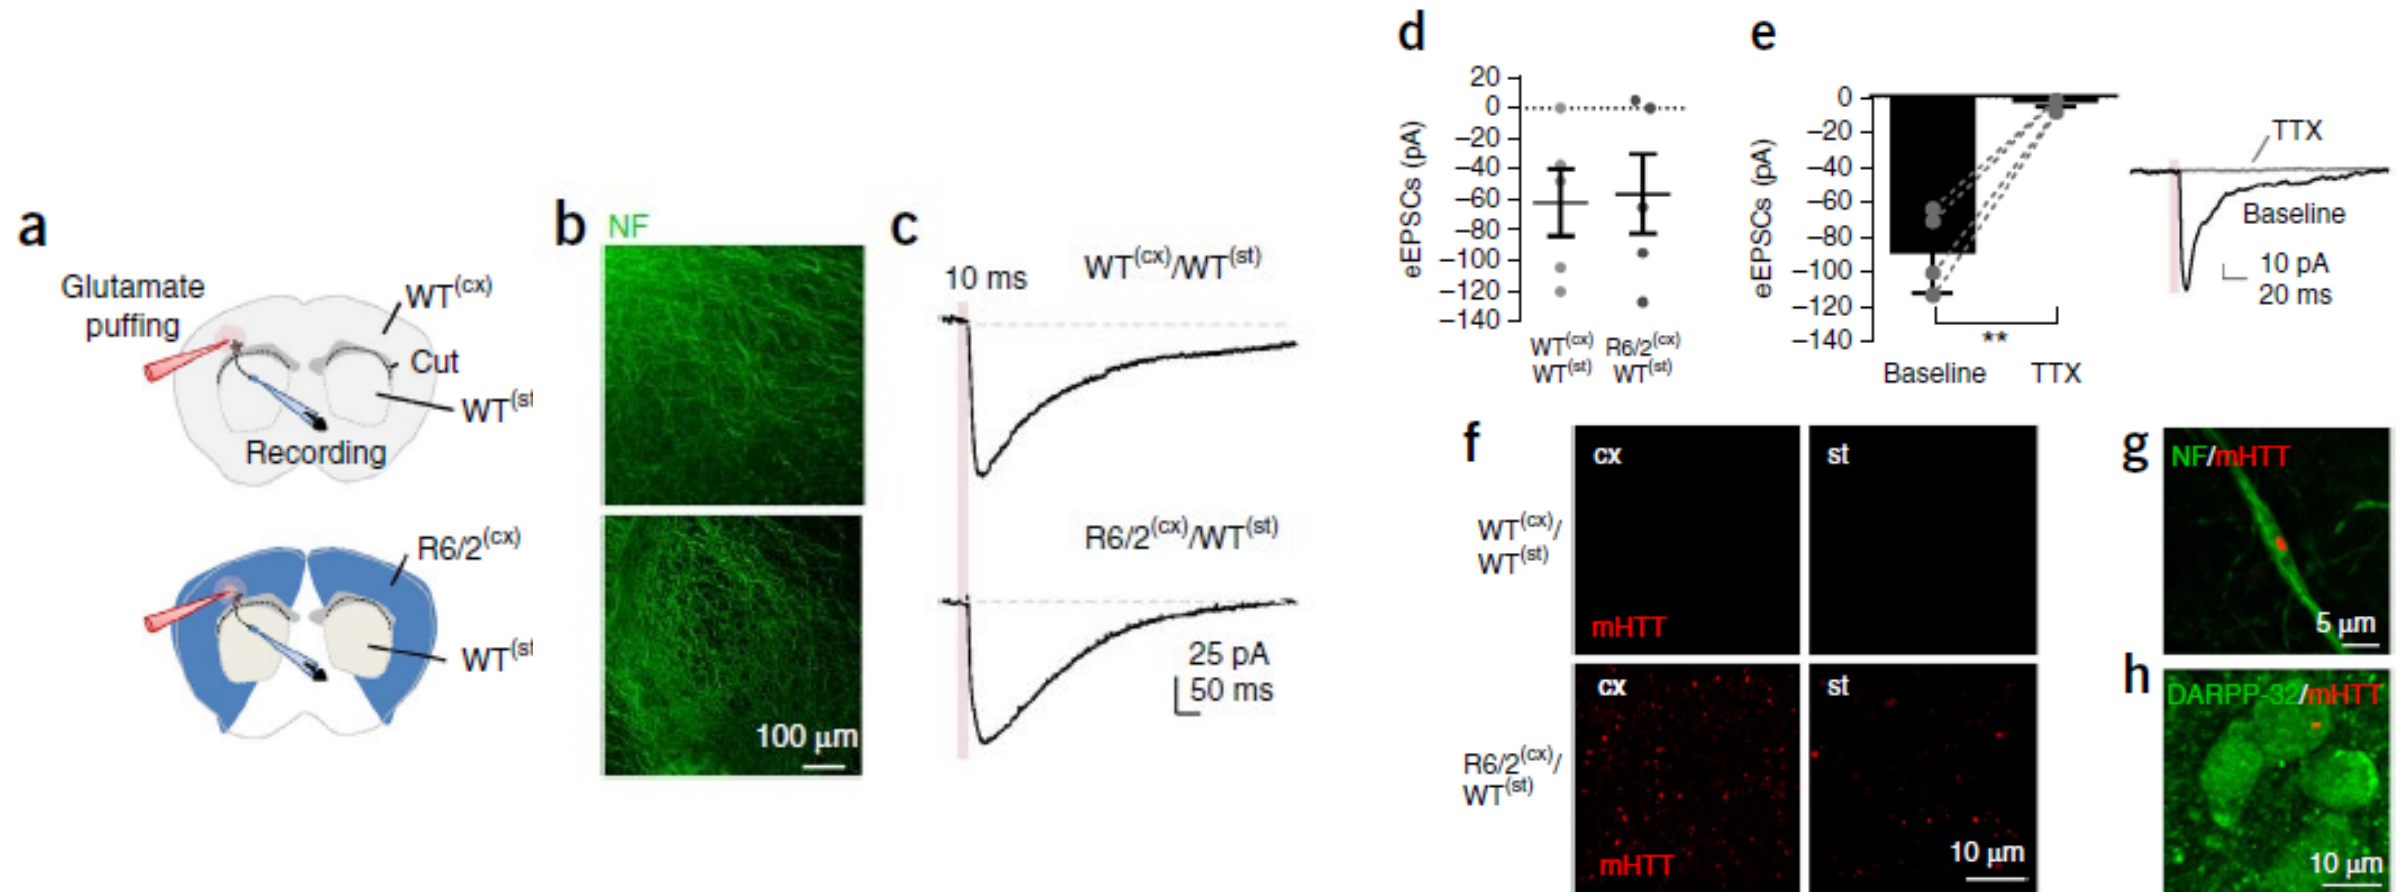 a
Glutamate
puffing
WT(cx)
Cut
WT(st
Recording
R6/2(cx)
WT(st
b
NF
100 µm
c
10 ms
WT(cx)/WT(st)
R6/2(cx)/WT(st)
25 pA
50 ms
d
eEPSCs (pA)
20
0
–20
–40
–60
–80
–100
–120
–140
WT(cx)
WT(st)
R6/2(cx)
WT(st)
e
eEPSCs (pA)
0
–20
–40
–60
–80
–100
–120
–140
**
Baseline
TTX
TTX
Baseline
10 pA
20 ms
f
cx
st
WT(cx)/
WT(st)
mHTT
cx
st
R6/2(cx)/
WT(st)
mHTT
10 µm
g
NF/mHTT
5 µm
h
DARPP-32/mHTT
10 µm